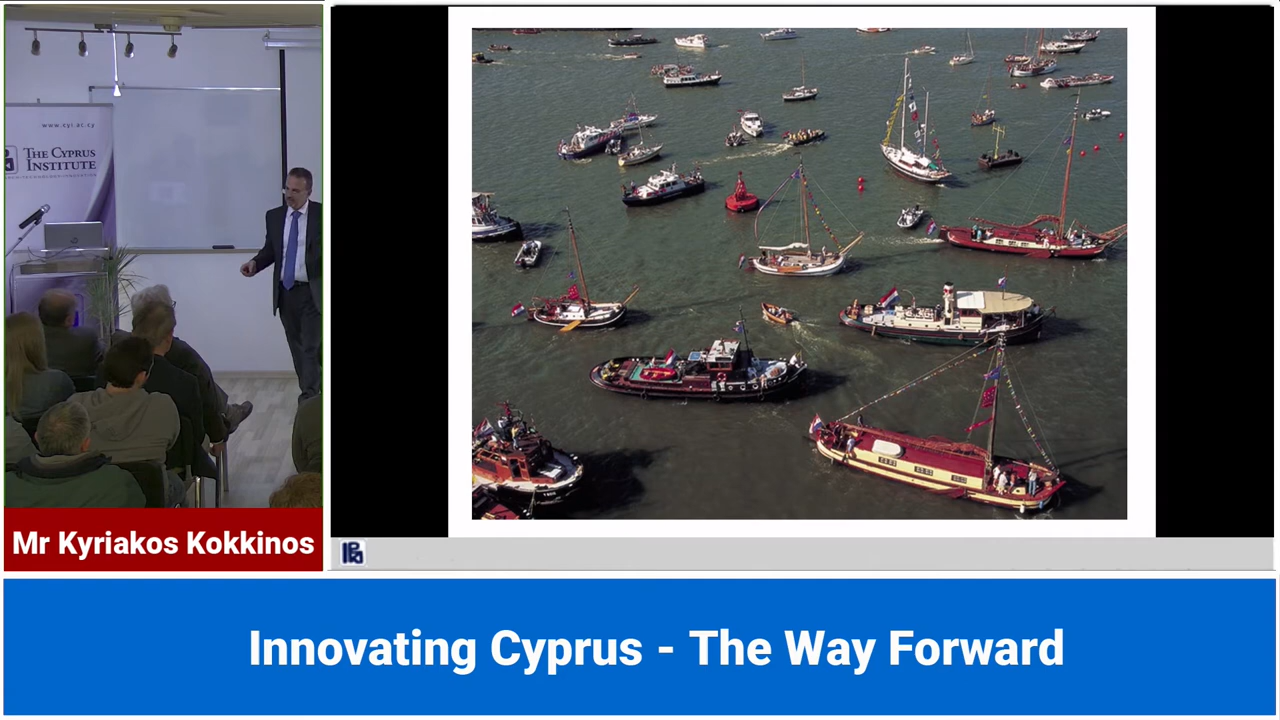 www.cyi.ac.cy
THE CYPRUS
INSTITUTE
Mr Kyriakos Kokkinos
Innovating Cyprus - The Way Forward